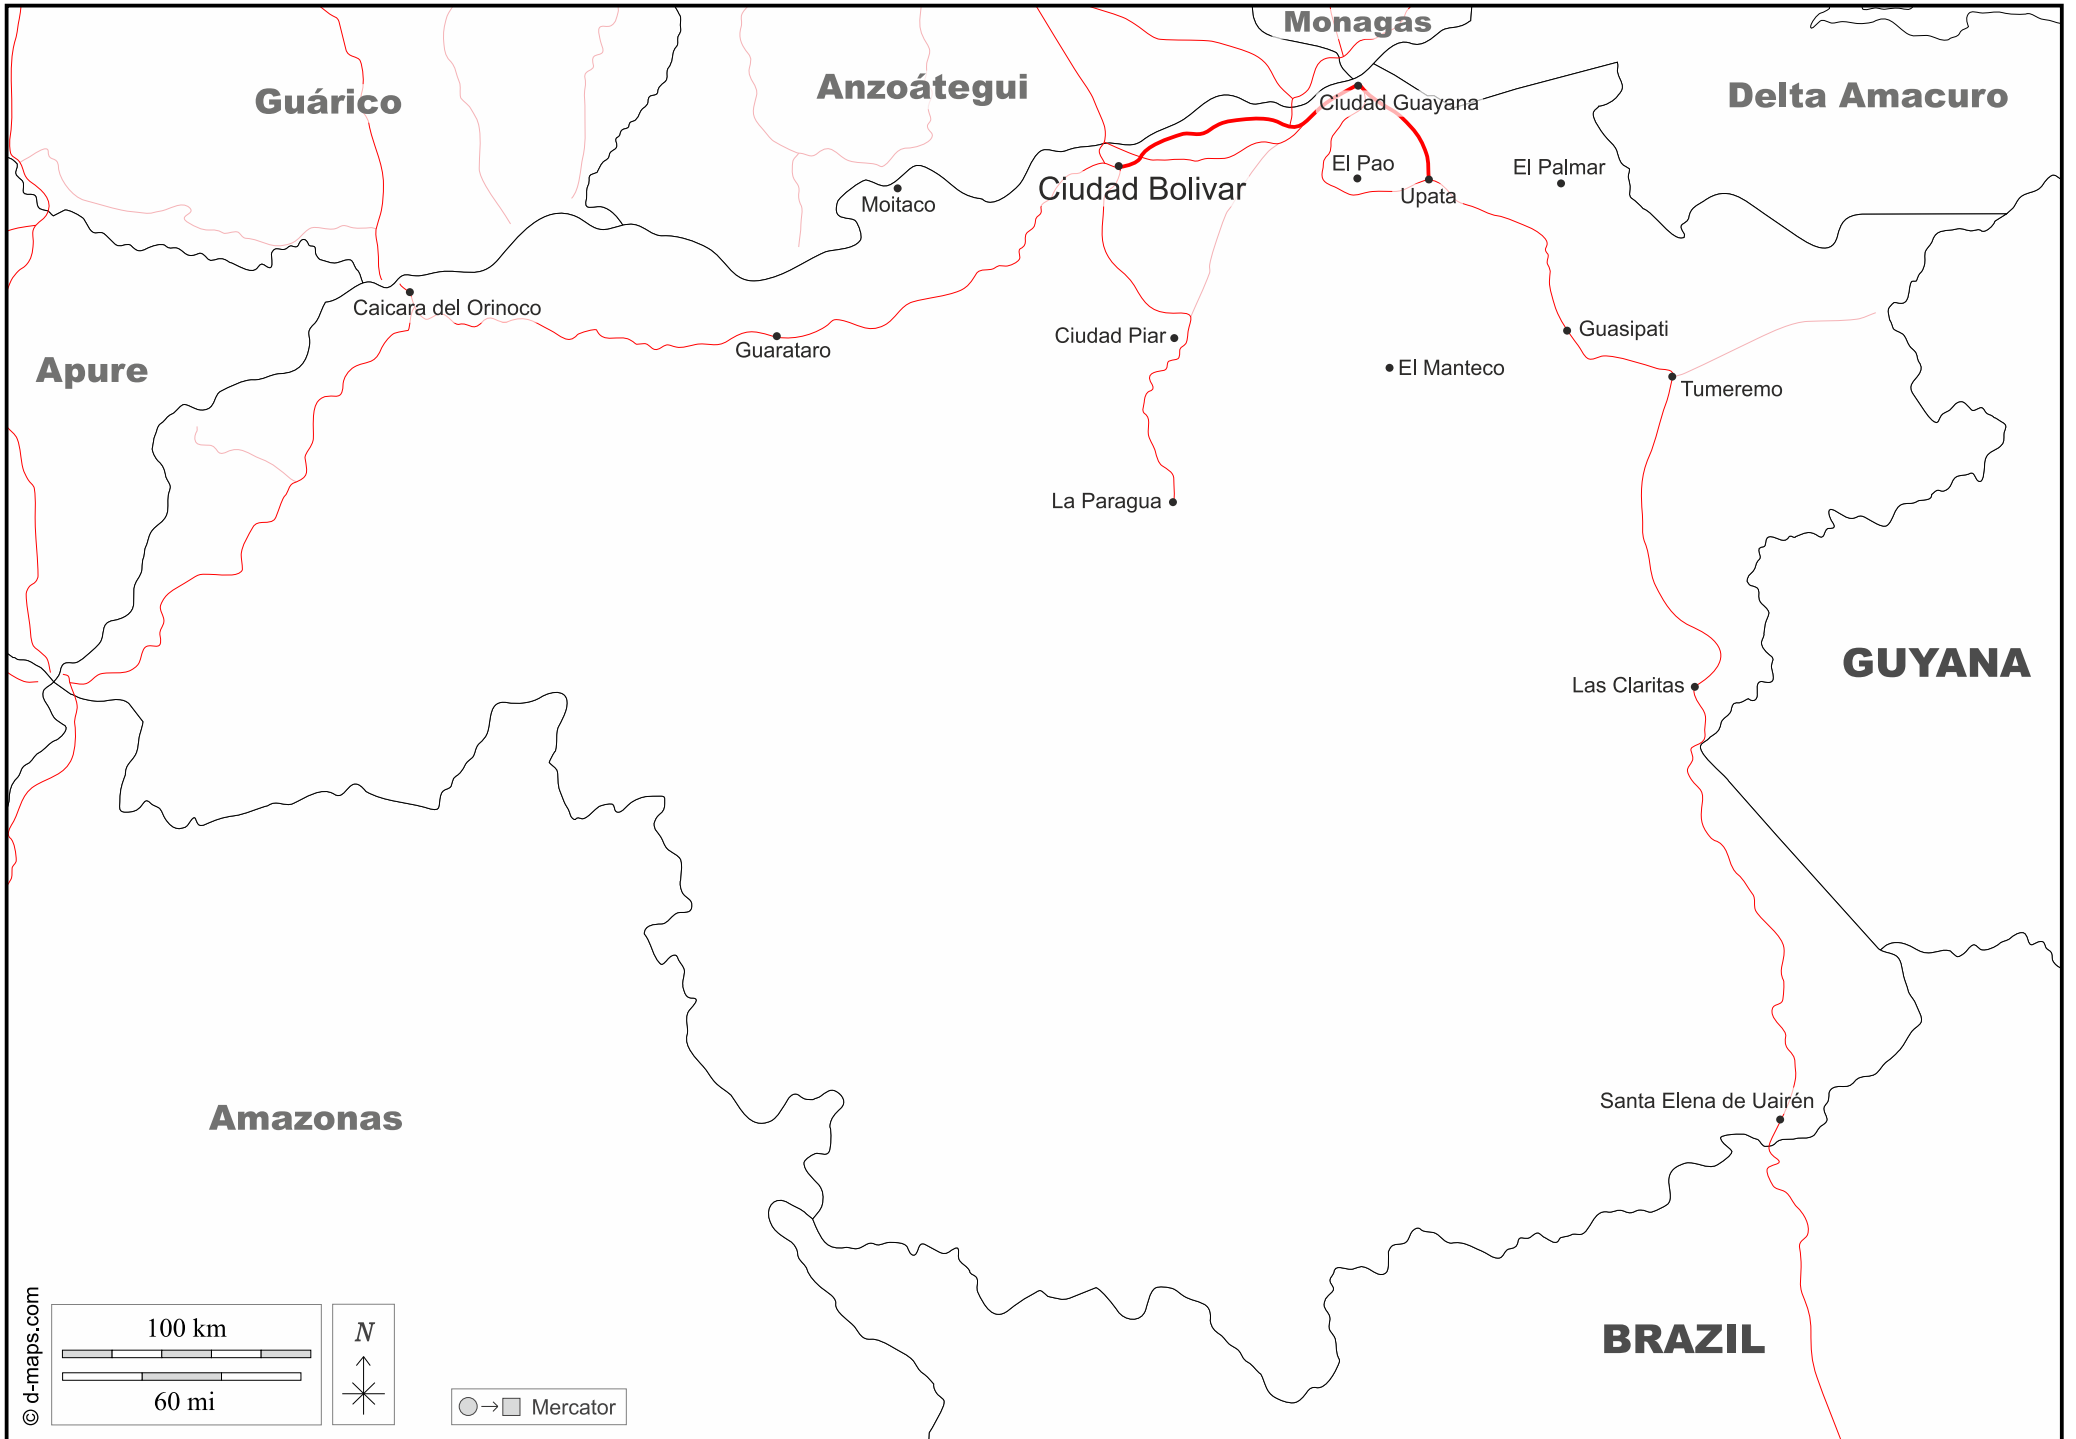 Monagas
Guárico
Anzoátegui
Delta Amacuro
Ciudad Guayana
El Pao
El Palmar
Ciudad Bolivar
Moitaco
Upata
Caicara del Orinoco
Guarataro
Ciudad Piar
Guasipati
Apure
El Manteco
Tumeremo
La Paragua
GUYANA
Las Claritas
Amazonas
Santa Elena de Uairén
BRAZIL
© d-maps.com
100 km
60 mi
N
Mercator